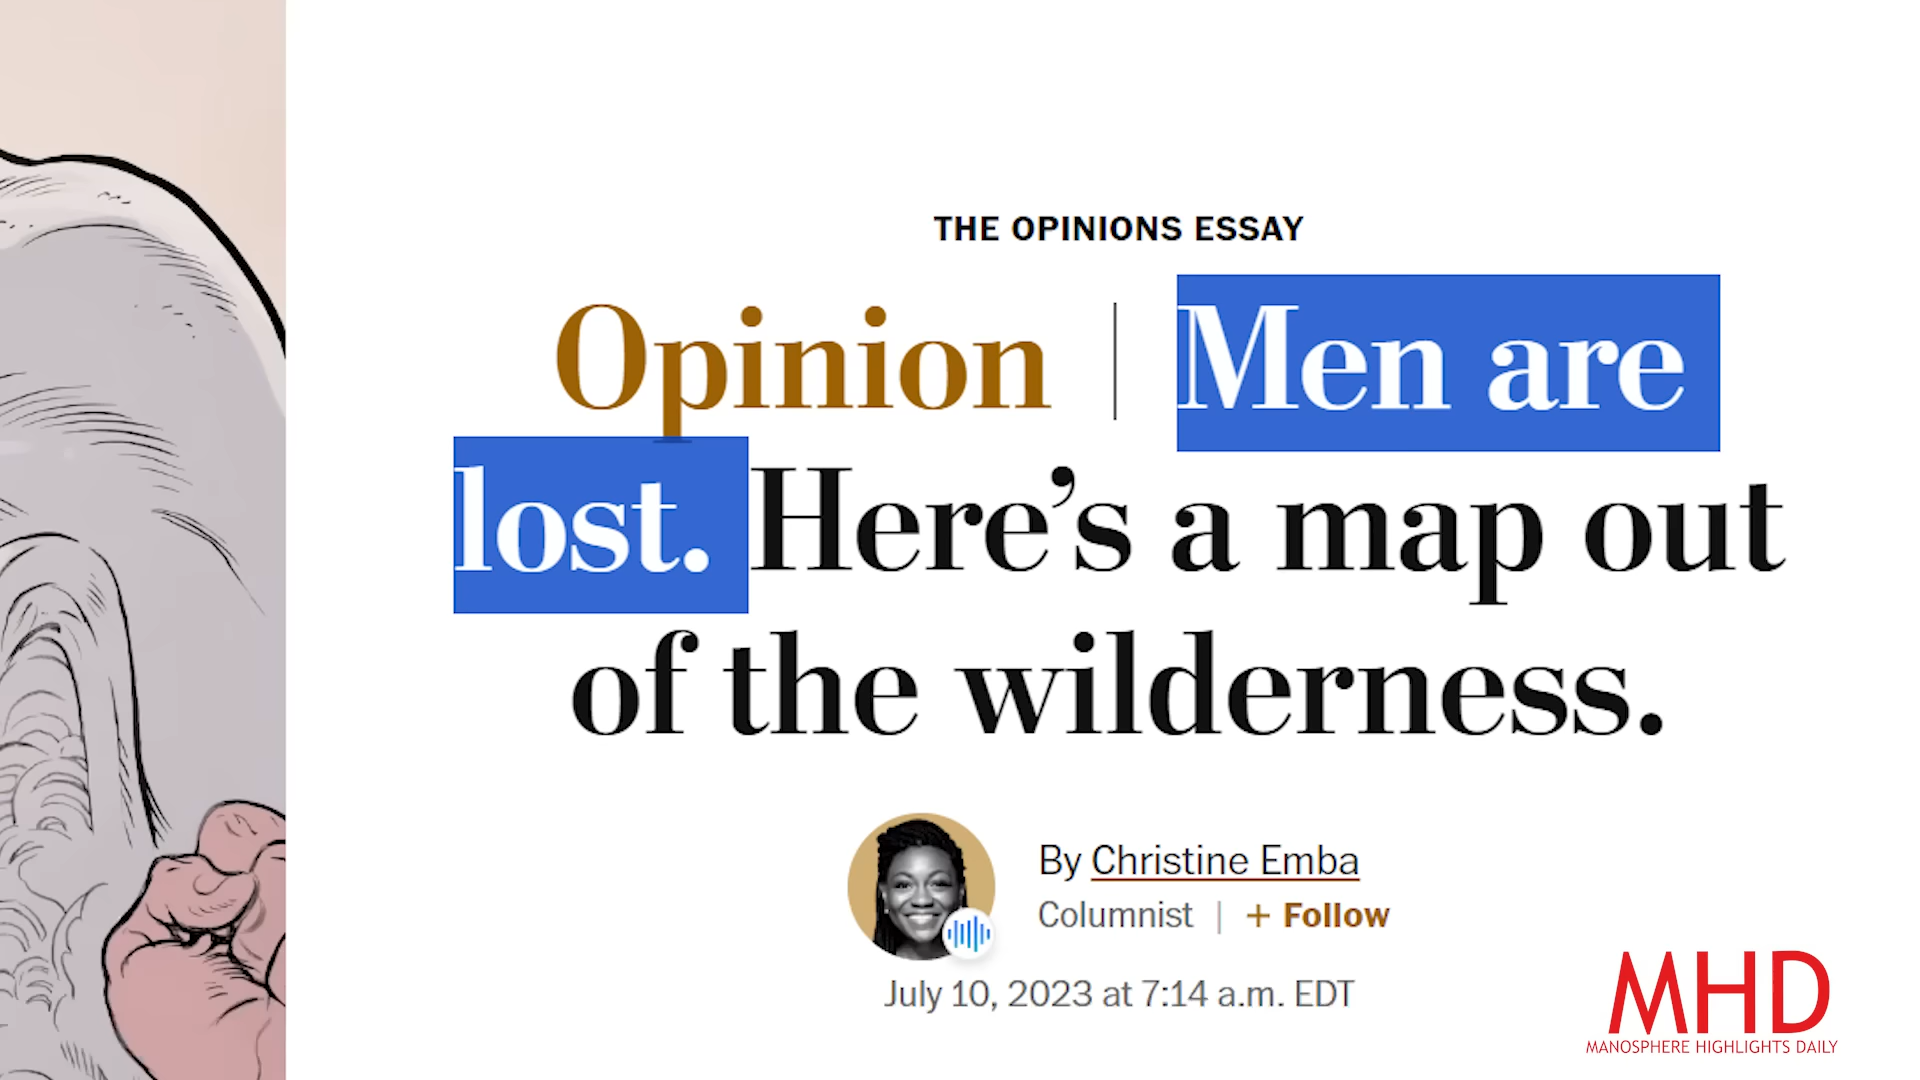 THE OPINIONS ESSAY
Opinion | Men are
lost. Here’s a map out
of the wilderness.
By Christine Emba
Columnist | + Follow
July 10, 2023 at 7:14 a.m. EDT
MHD
MANOSPHERE HIGHLIGHTS DAILY